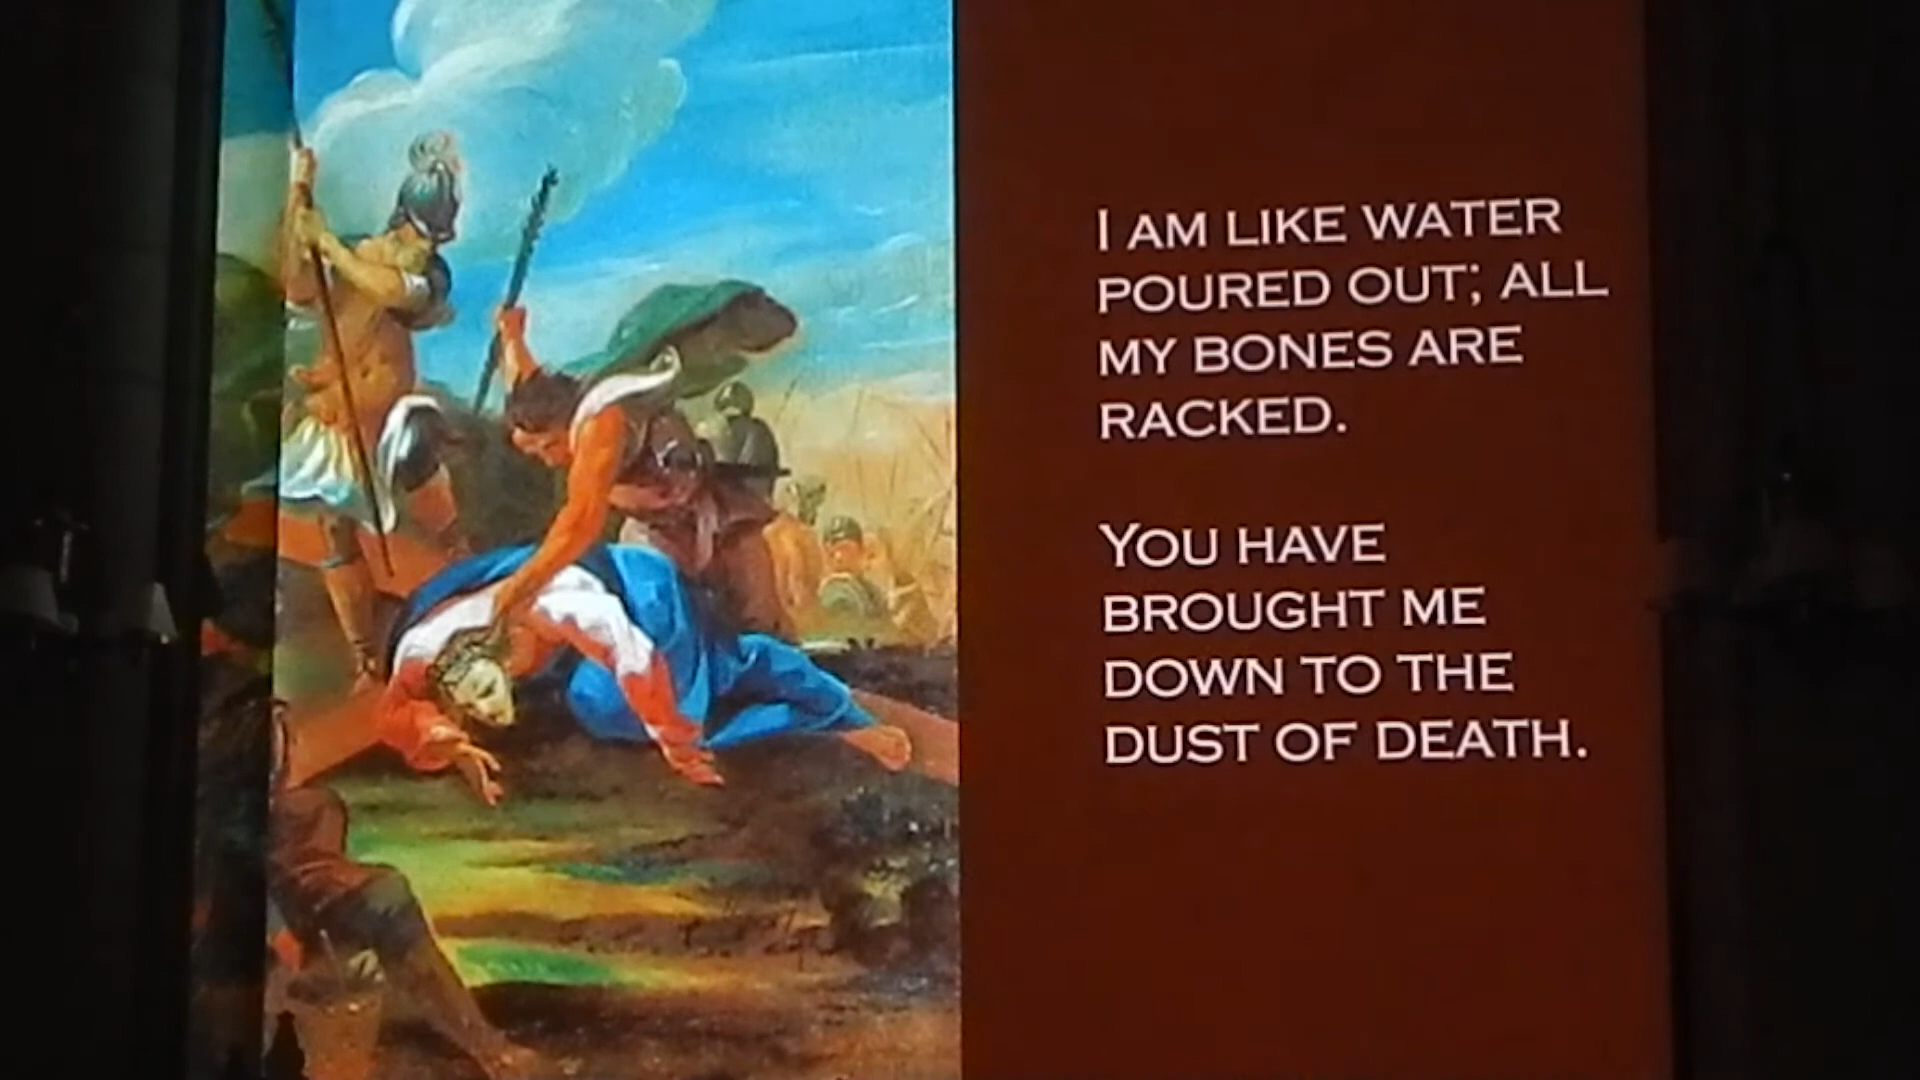 I AM LIKE WATER
POURED OUT; ALL
MY BONES ARE
RACKED.
YOU HAVE
BROUGHT ME
DOWN TO THE
DUST OF DEATH.